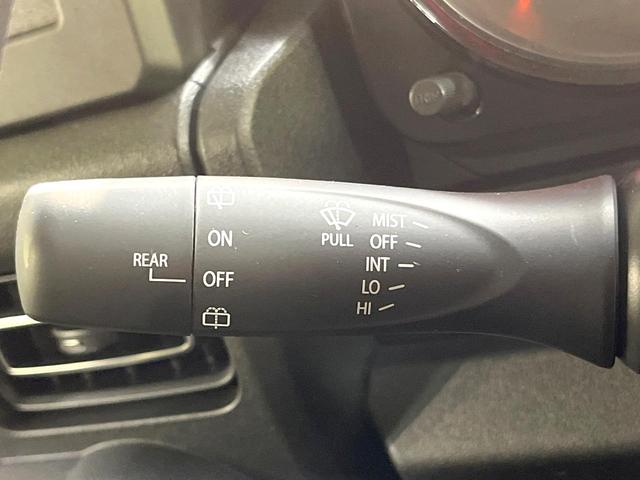 REAR
ON
OFF
PULL
MIST
OFF
INT
LO
HI